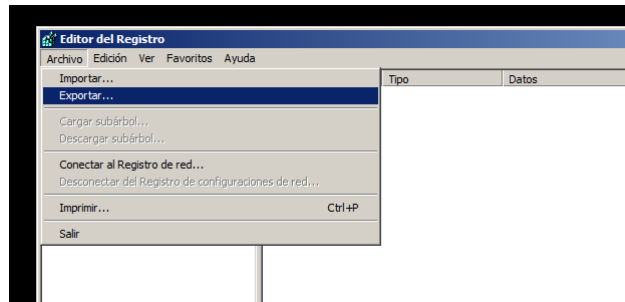 Editor del Registro
Archivo Edición Ver Favoritos Ayuda
Importar... Tipo Datos
Exportar...
Cargar subárbol...
Descargar subárbol...
Conectar al Registro de red...
Desconectar del Registro de configuraciones de red...
Imprimir... Ctrl+P
Salir